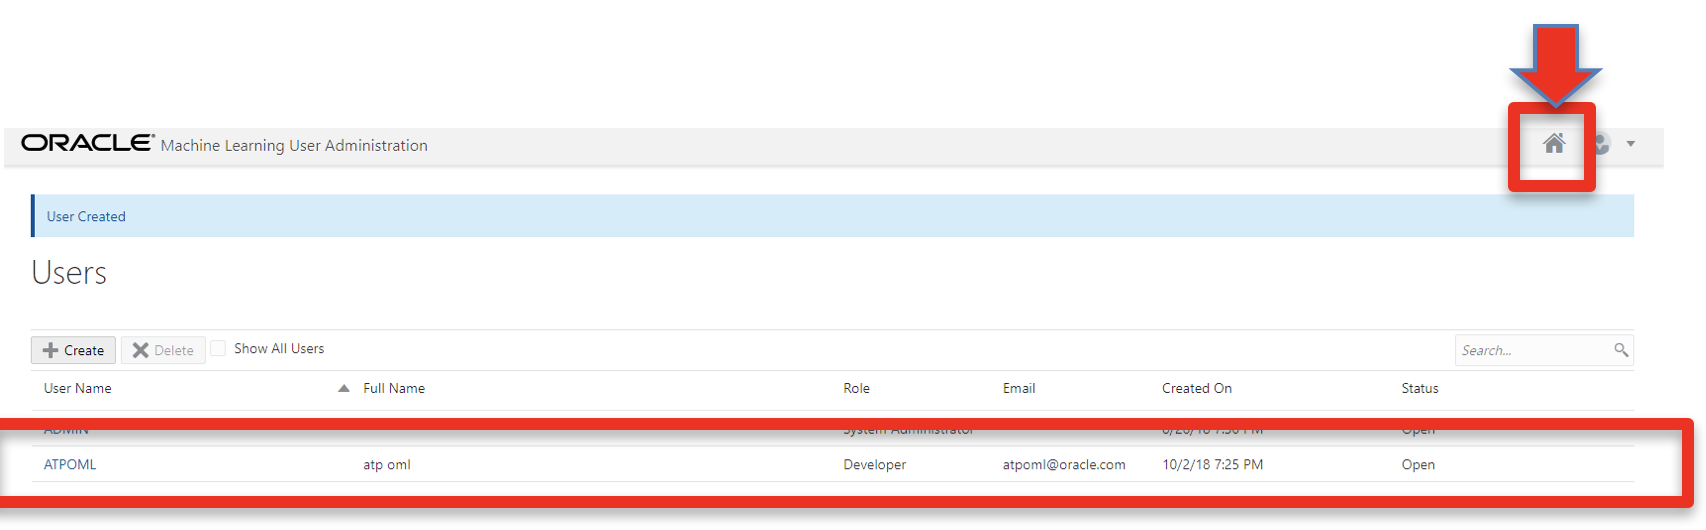 ORACLE® Machine Learning User Administration
User Created
Users
Create Delete Show All Users Search...
User Name Full Name Role Email Created On Status
ADMIN System Administrator Open
ATPOML atp oml Developer atpoml@oracle.com 10/2/18 7:25 PM Open